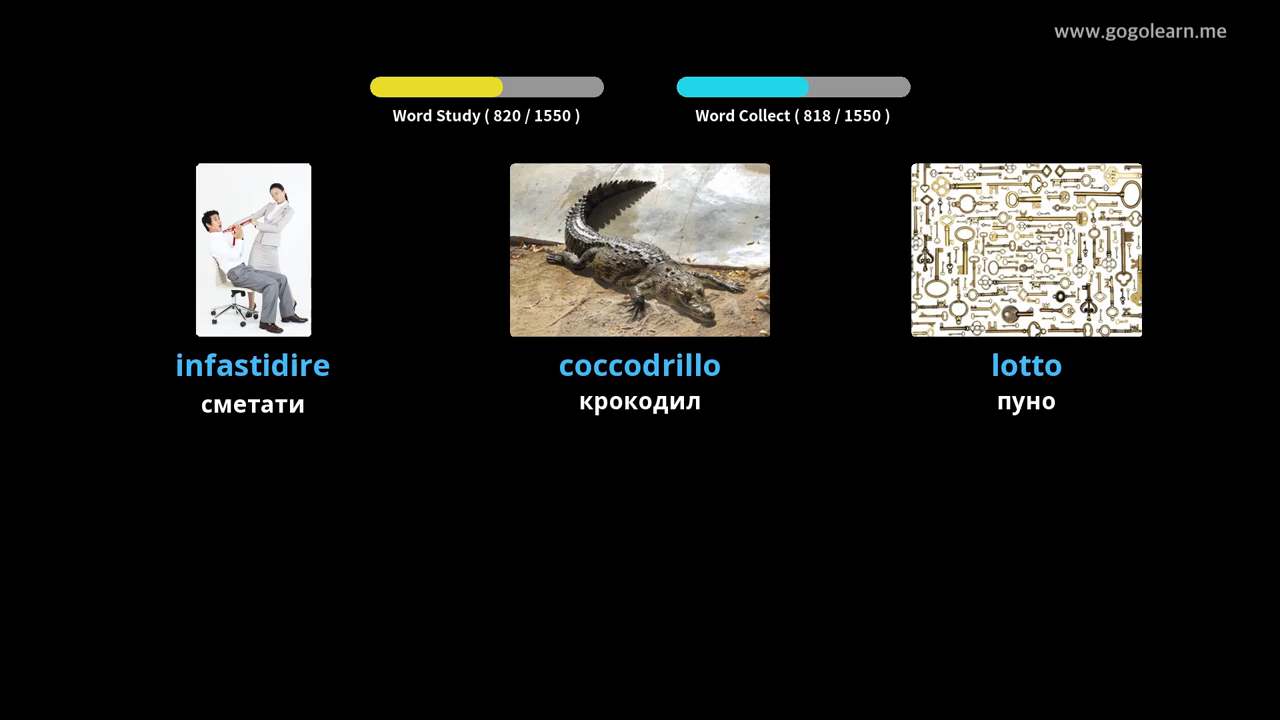 www.gogolearn.me
Word Study ( 820 / 1550 )
Word Collect ( 818 / 1550 )
infastidire
сметати
coccodrillo
крокодил
lotto
пуно